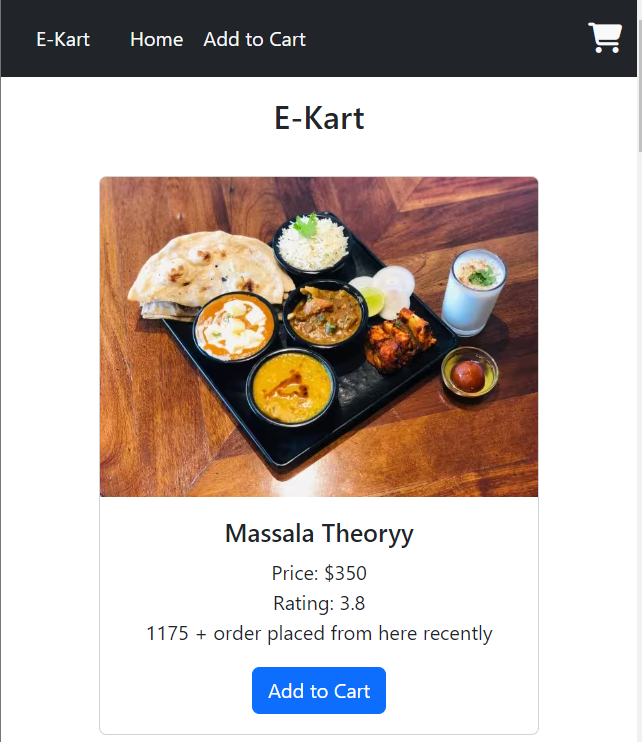 E-Kart Home Add to Cart
E-Kart
Massala Theoryy
Price: $350
Rating: 3.8
1175 + order placed from here recently
Add to Cart